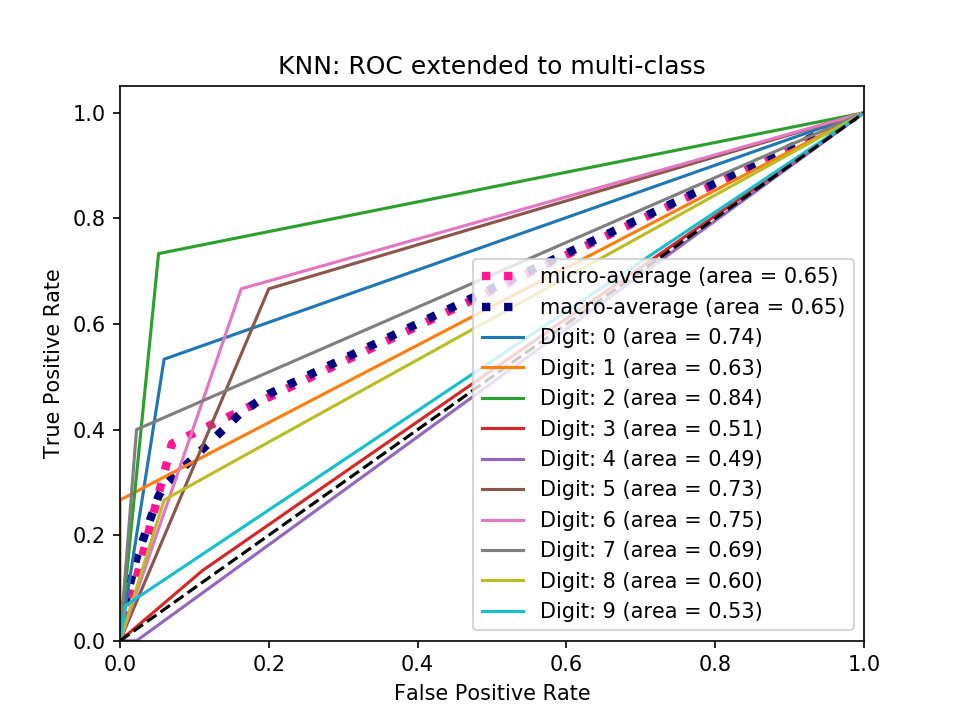 KNN: ROC extended to multi-class
True Positive Rate
1.0
0.8
0.6
0.4
0.2
0.0
micro-average (area = 0.65)
macro-average (area = 0.65)
Digit: 0 (area = 0.74)
Digit: 1 (area = 0.63)
Digit: 2 (area = 0.84)
Digit: 3 (area = 0.51)
Digit: 4 (area = 0.49)
Digit: 5 (area = 0.73)
Digit: 6 (area = 0.75)
Digit: 7 (area = 0.69)
Digit: 8 (area = 0.60)
Digit: 9 (area = 0.53)
0.0 0.2 0.4 0.6 0.8 1.0
False Positive Rate